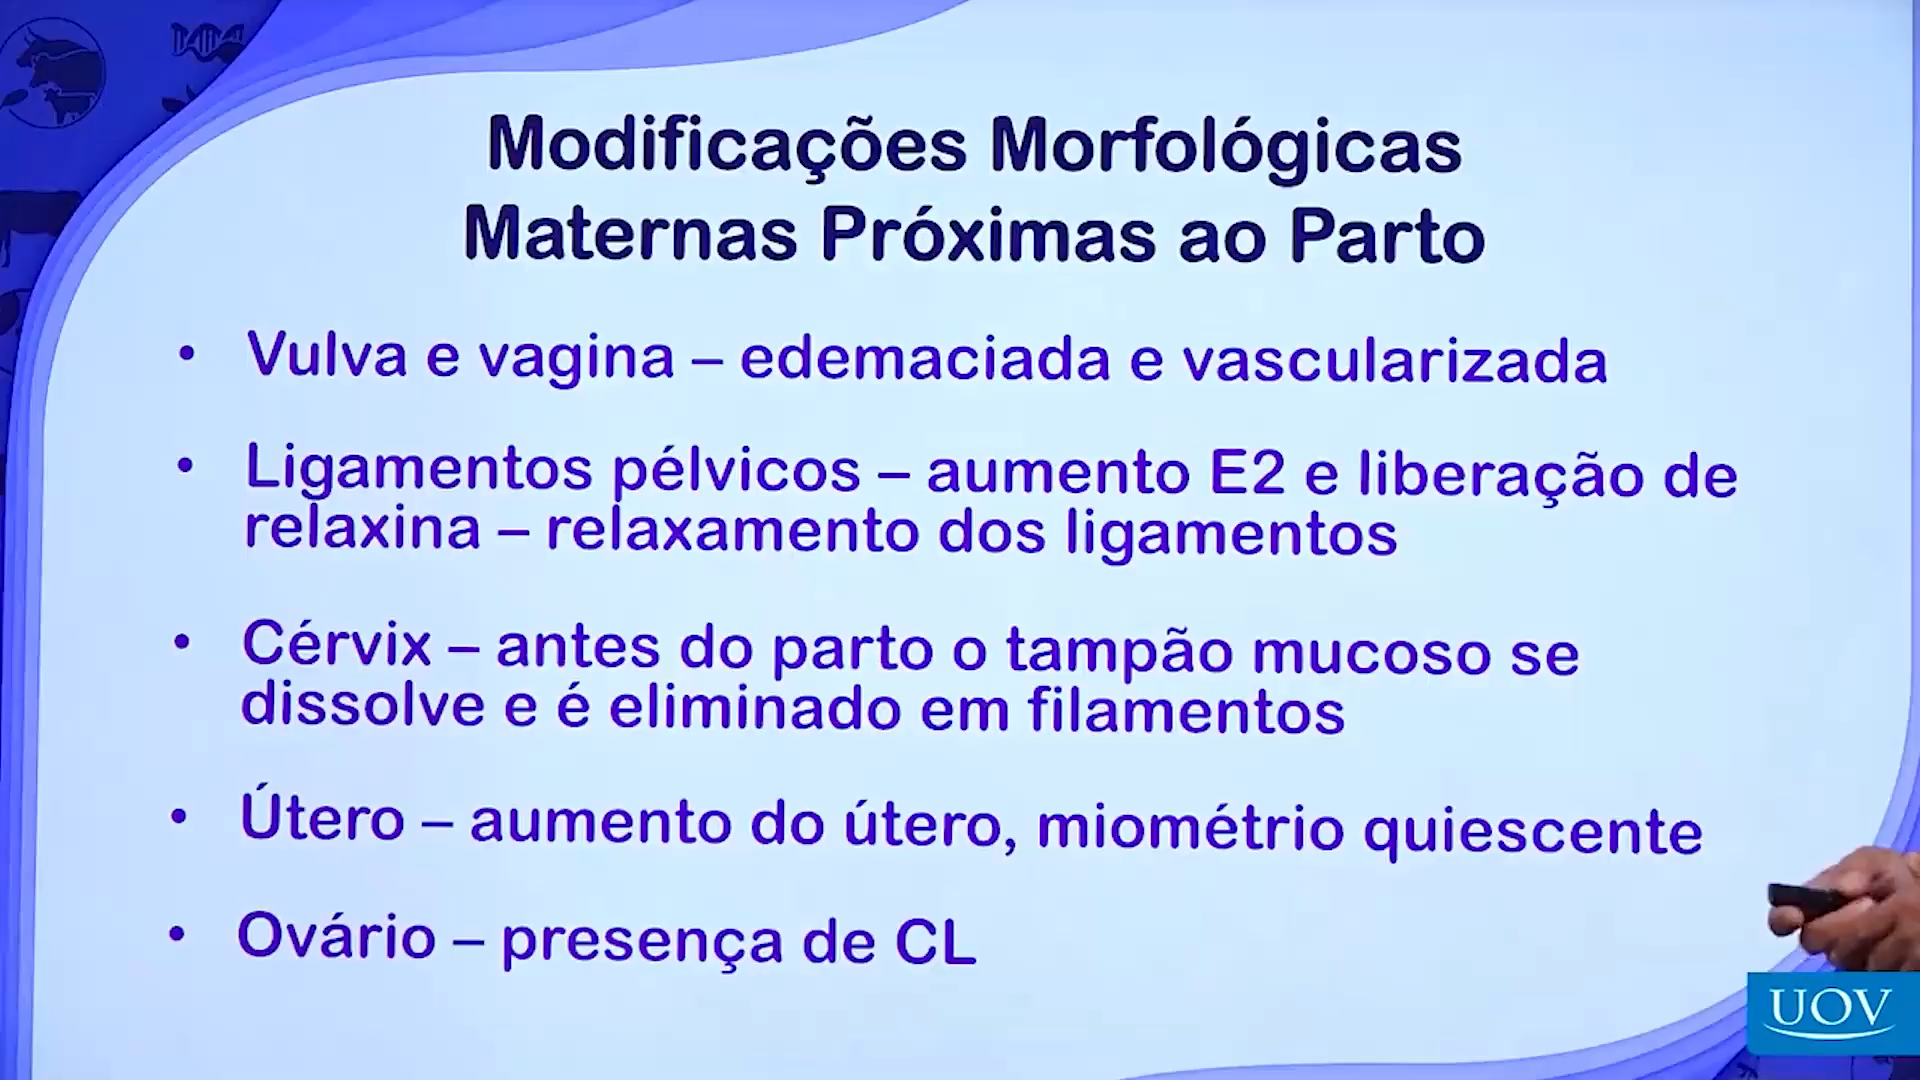 Modificações Morfológicas
Maternas Próximas ao Parto
• Vulva e vagina – edemaciada e vascularizada
• Ligamentos pélvicos – aumento E2 e liberação de
relaxina – relaxamento dos ligamentos
• Cérvix – antes do parto o tampão mucoso se
dissolve e é eliminado em filamentos
• Útero – aumento do útero, miométrio quiescente
• Ovário – presença de CL
UOV